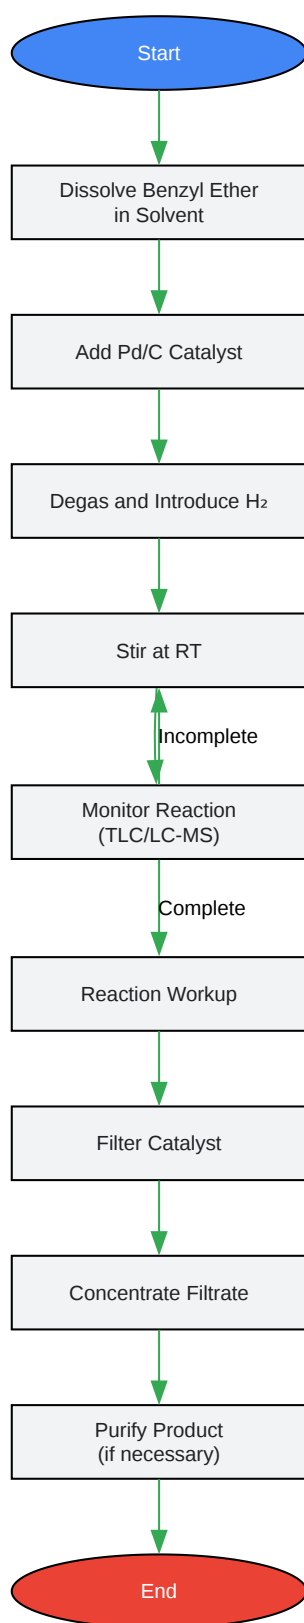 Start
Dissolve Benzyl Ether
in Solvent
Add Pd/C Catalyst
Degas and Introduce H₂
Stir at RT
Incomplete
Monitor Reaction
(TLC/LC-MS)
Complete
Reaction Workup
Filter Catalyst
Concentrate Filtrate
Purify Product
(if necessary)
End